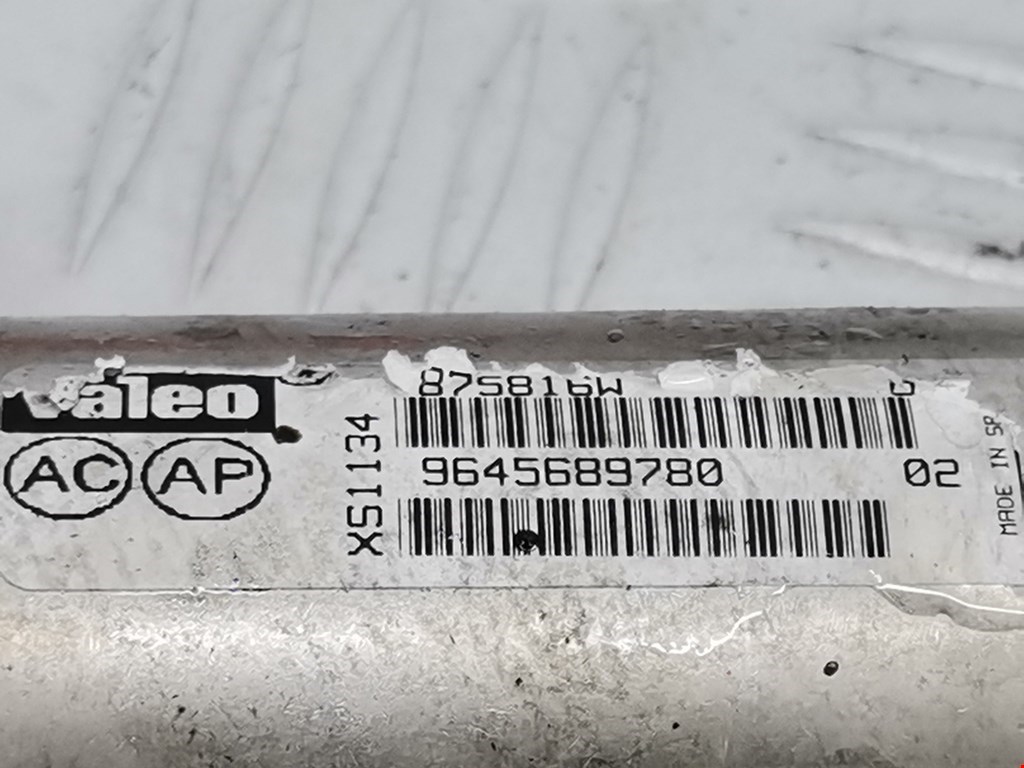 Valeo
AC AP
XS1134
875816W
9645689780 02
MADE IN SP